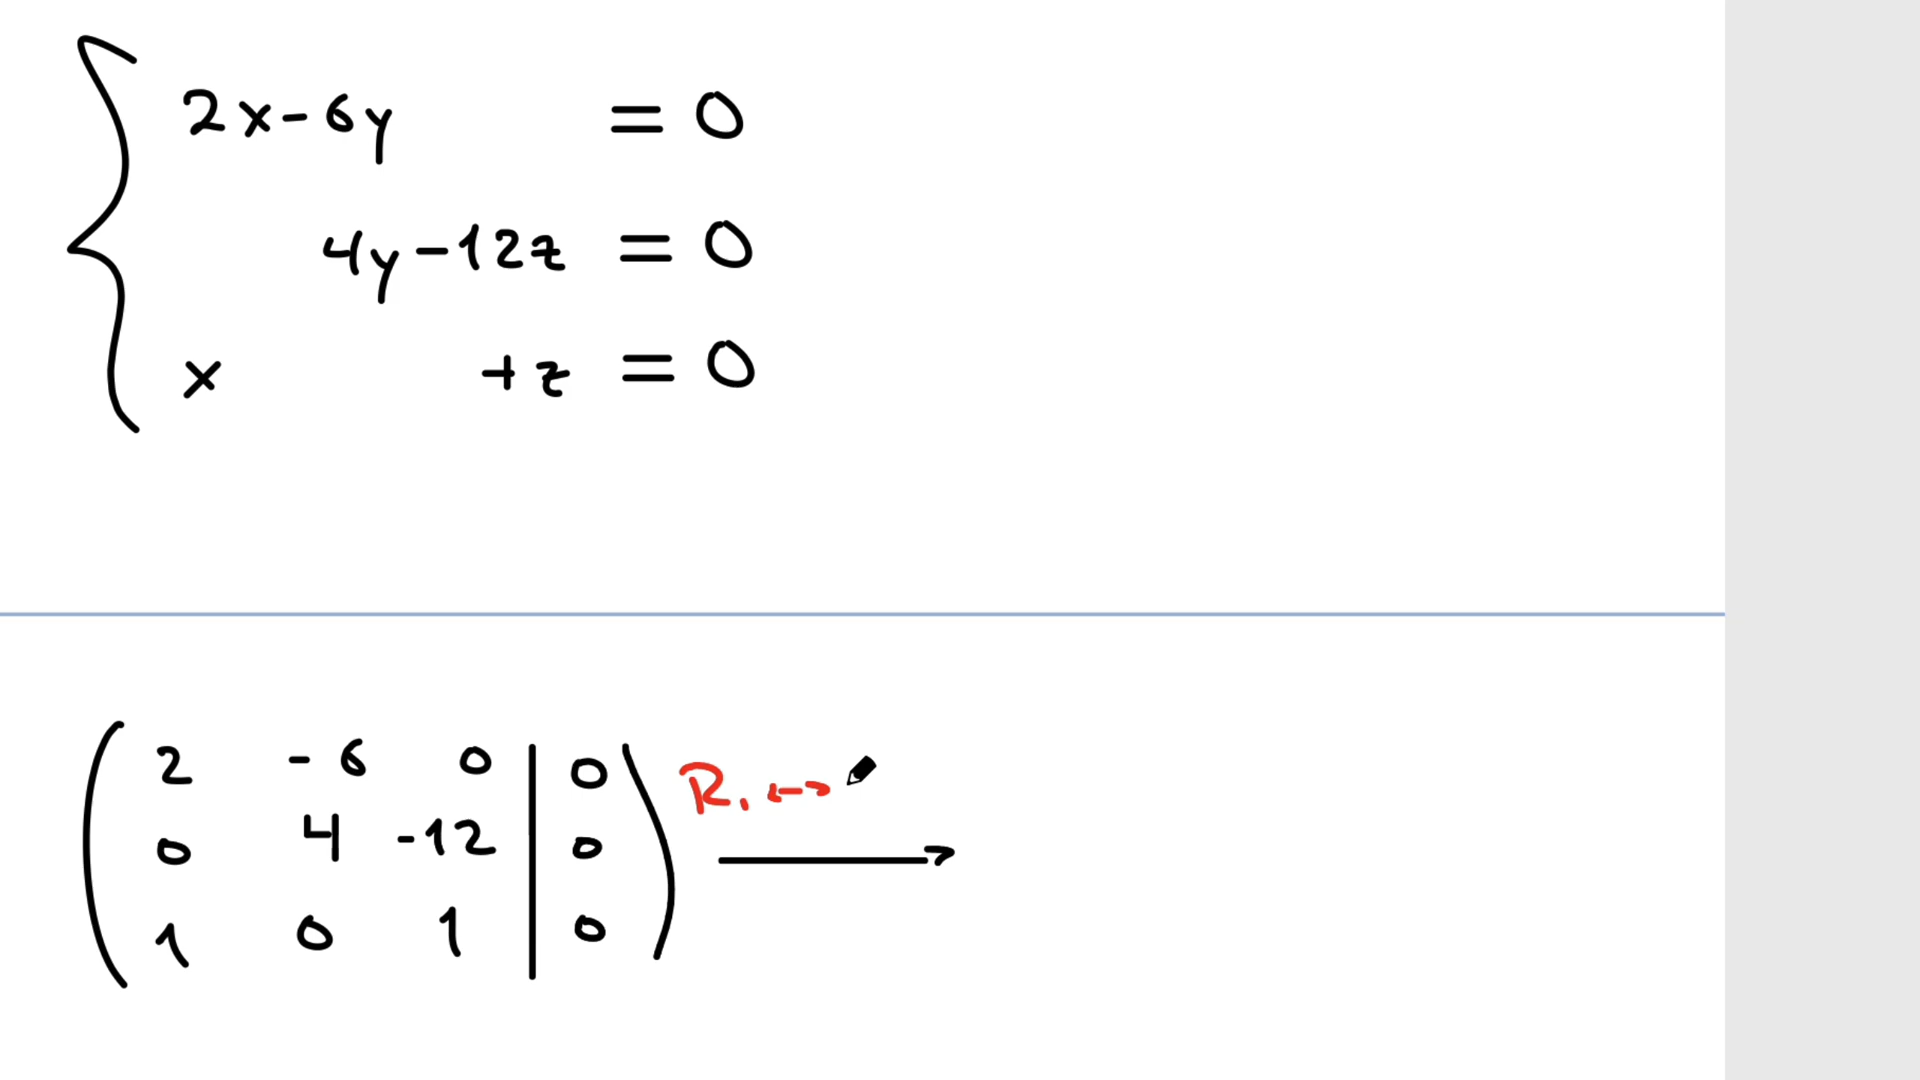 2x - 6y = 0
4y - 12z = 0
x + z = 0
2 -6 0 | 0 R₁ ↔
0 4 -12 | 0
1 0 1 | 0